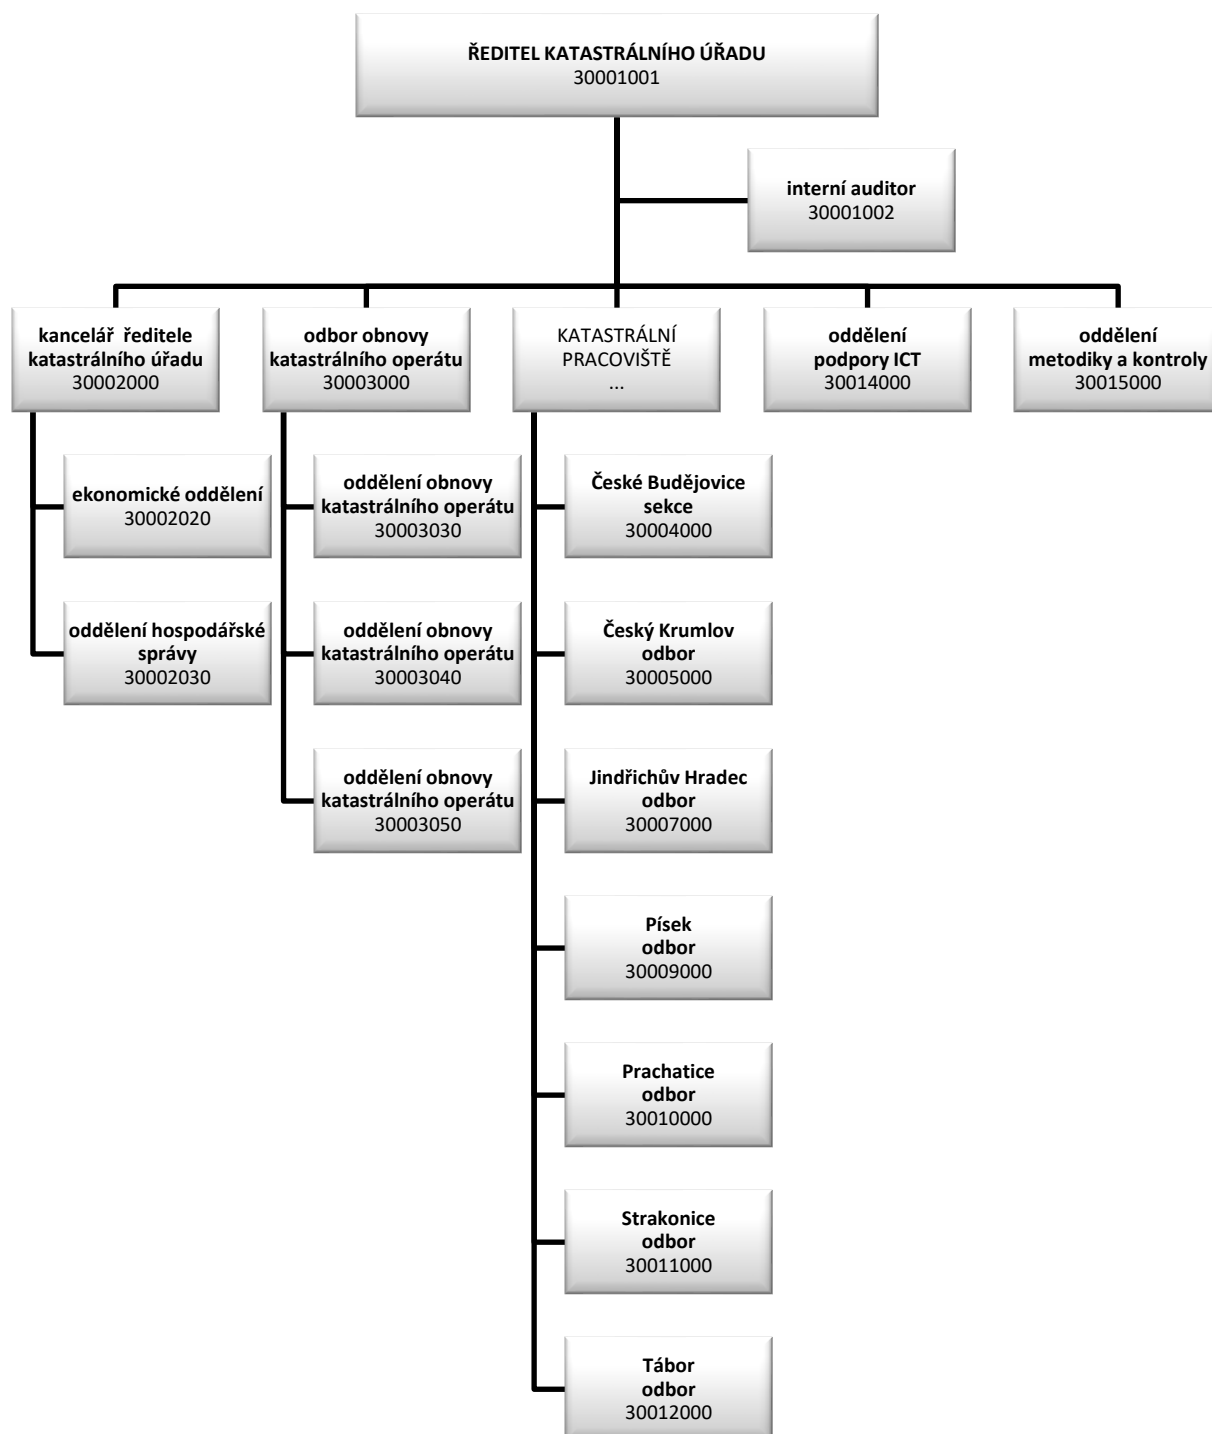 ŘEDITEL KATASTRÁLNÍHO ÚŘADU
30001001
interní auditor
30001002
kancelář ředitele
katastrálního úřadu
30002000
odbor obnovy
katastrálního operátu
30003000
KATASTRÁLNÍ
PRACOVIŠTĚ
...
oddělení
podpory ICT
30014000
oddělení
metodiky a kontroly
30015000
ekonomické oddělení
30002020
oddělení hospodářské
správy
30002030
oddělení obnovy
katastrálního operátu
30003030
oddělení obnovy
katastrálního operátu
30003040
oddělení obnovy
katastrálního operátu
30003050
České Budějovice
sekce
30004000
Český Krumlov
odbor
30005000
Jindřichův Hradec
odbor
30007000
Písek
odbor
30009000
Prachatice
odbor
30010000
Strakonice
odbor
30011000
Tábor
odbor
30012000